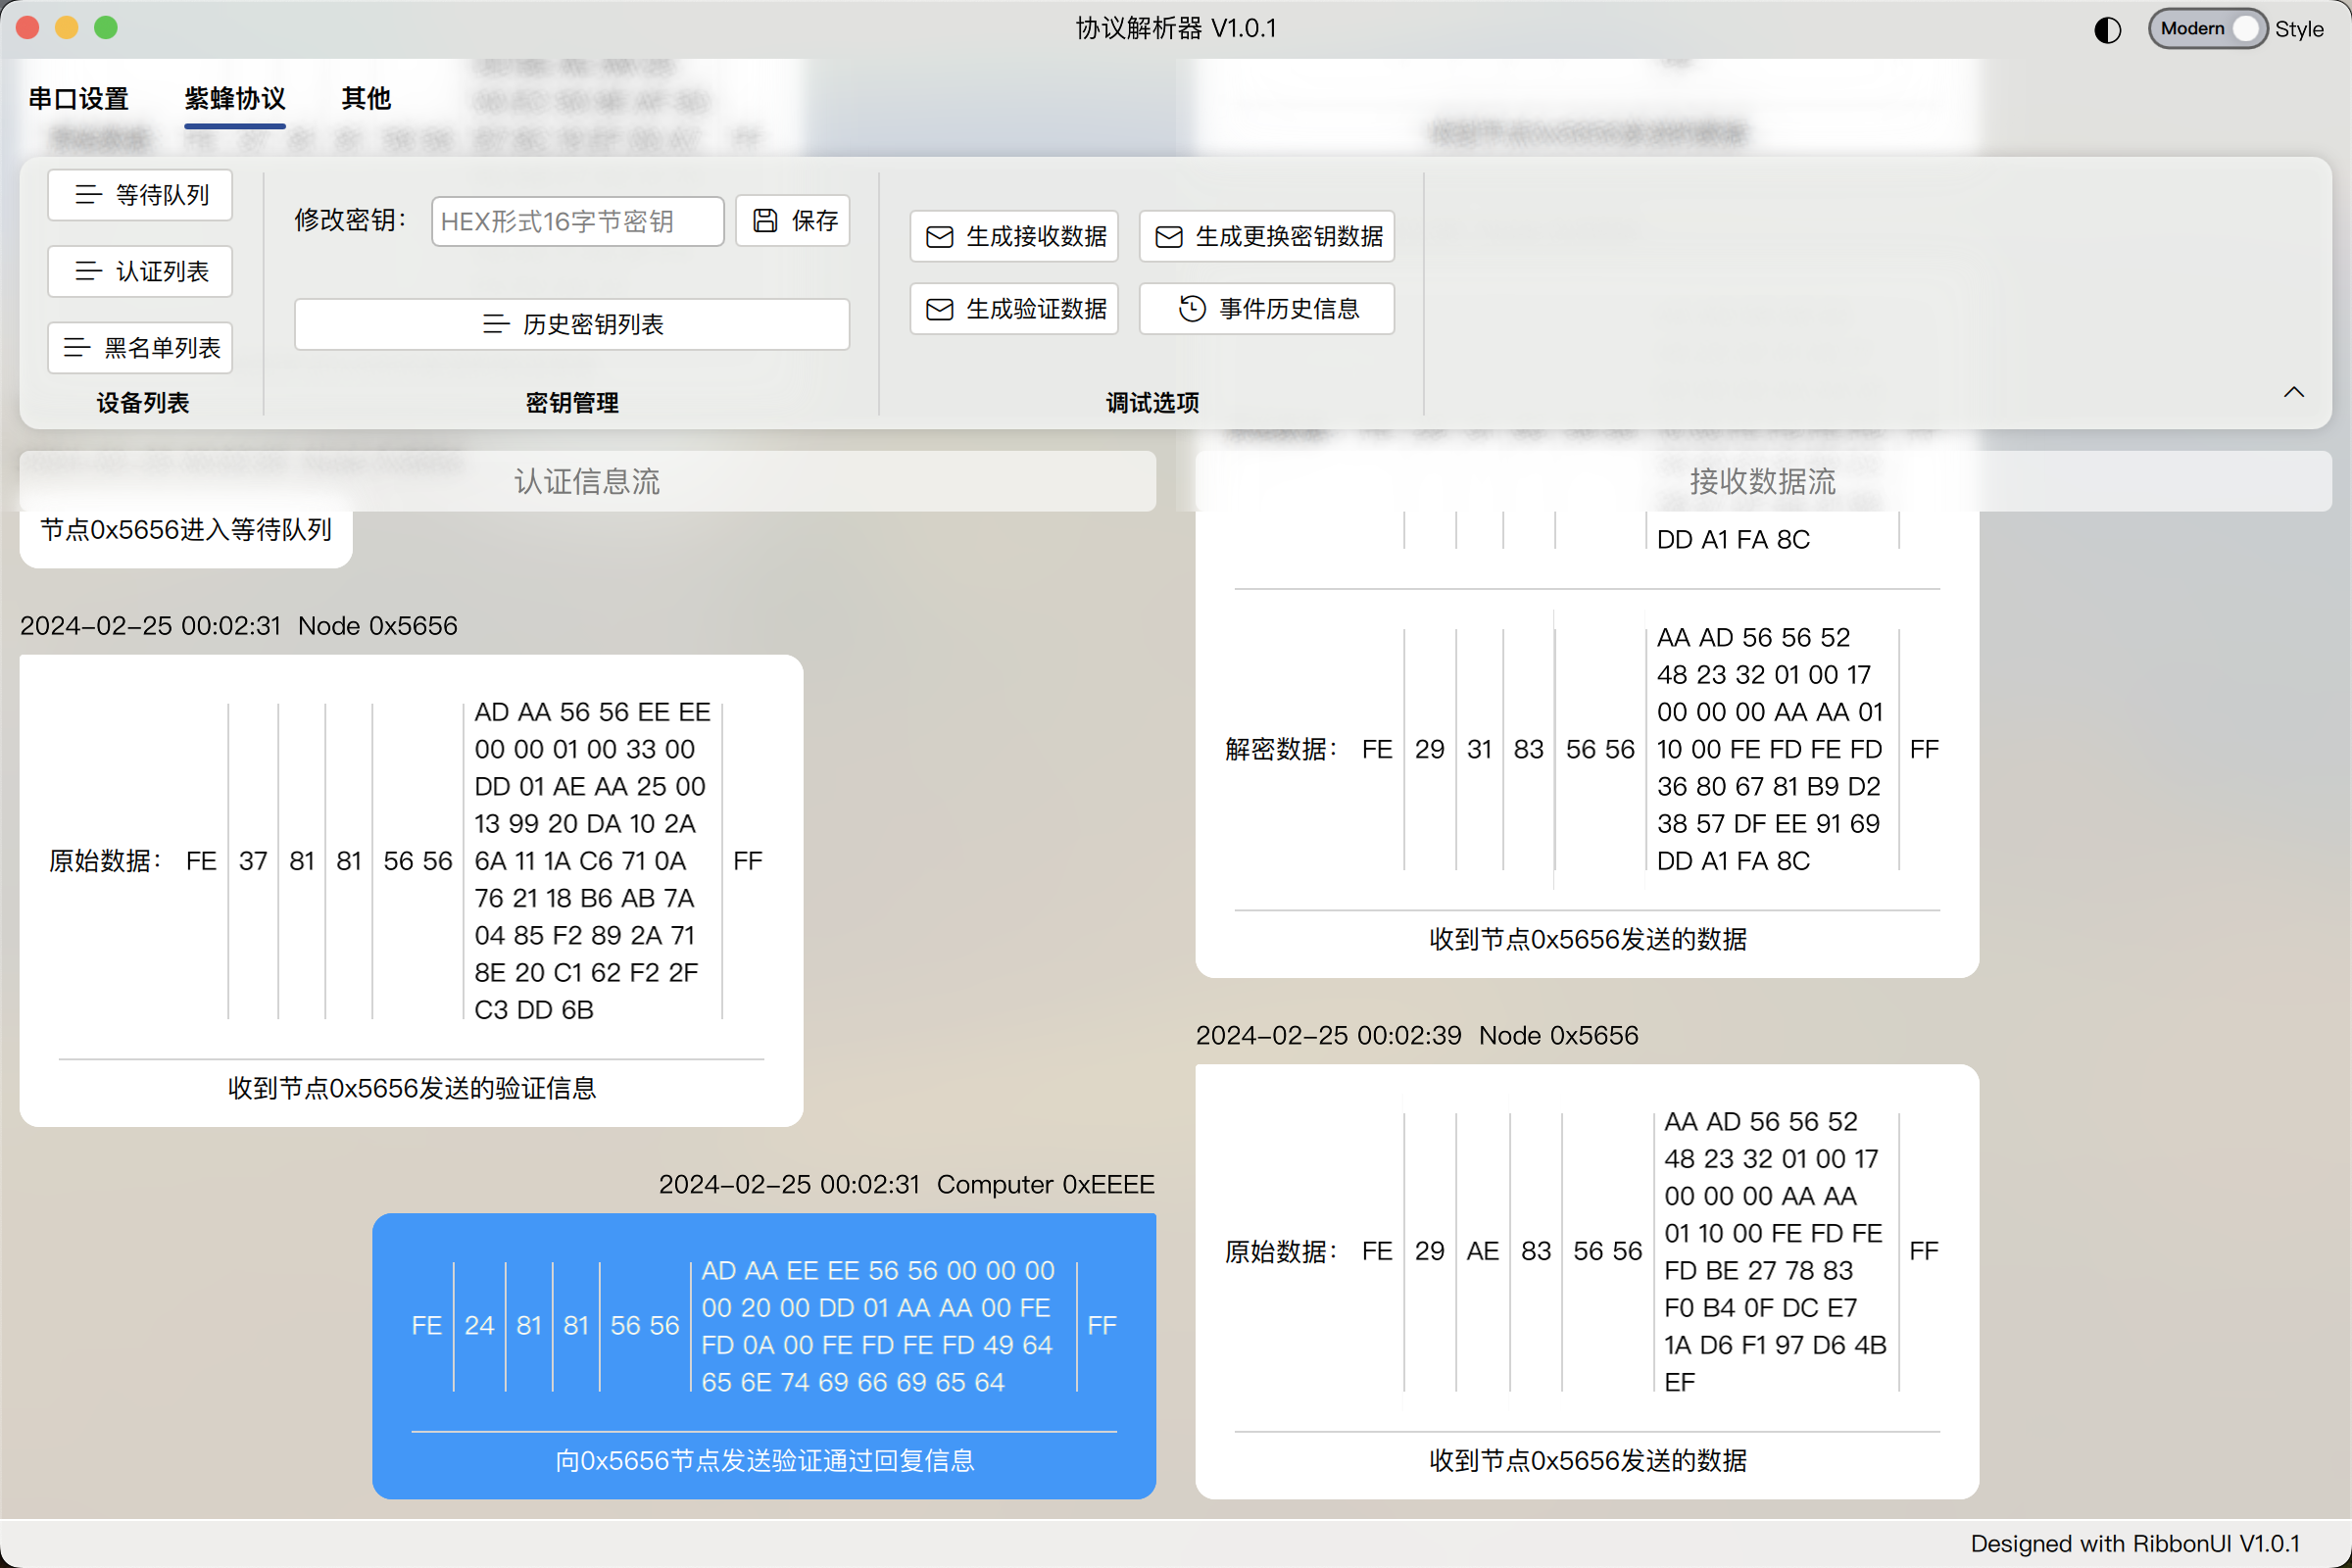 协议解析器 V1.0.1
Modern
Style
串口设置
紫蜂协议
其他
等待队列
认证列表
黑名单列表
设备列表
修改密钥：
HEX形式16字节密钥
保存
历史密钥列表
密钥管理
生成接收数据
生成更换密钥数据
生成验证数据
事件历史信息
调试选项
认证信息流
节点0x5656进入等待队列
2024-02-25 00:02:31 Node 0x5656
原始数据：
FE
37
81
81
56 56
AD AA 56 56 EE EE
00 00 01 00 33 00
DD 01 AE AA 25 00
13 99 20 DA 10 2A
6A 11 1A C6 71 0A
76 21 18 B6 AB 7A
04 85 F2 89 2A 71
8E 20 C1 62 F2 2F
C3 DD 6B
FF
收到节点0x5656发送的验证信息
2024-02-25 00:02:31 Computer 0xEEEE
FE
24
81
81
56 56
AD AA EE EE 56 56 00 00 00
00 20 00 DD 01 AA AA 00 FE
FD 0A 00 FE FD FE FD 49 64
65 6E 74 69 66 69 65 64
FF
向0x5656节点发送验证通过回复信息
接收数据流
DD A1 FA 8C
解密数据：
FE
29
31
83
56 56
AA AD 56 56 52
48 23 32 01 00 17
00 00 00 AA AA 01
10 00 FE FD FE FD
36 80 67 81 B9 D2
38 57 DF EE 91 69
DD A1 FA 8C
FF
收到节点0x5656发送的数据
2024-02-25 00:02:39 Node 0x5656
原始数据：
FE
29
AE
83
56 56
AA AD 56 56 52
48 23 32 01 00 17
00 00 00 AA AA
01 10 00 FE FD FE
FD BE 27 78 83
F0 B4 0F DC E7
1A D6 F1 97 D6 4B
EF
FF
收到节点0x5656发送的数据
Designed with RibbonUI V1.0.1